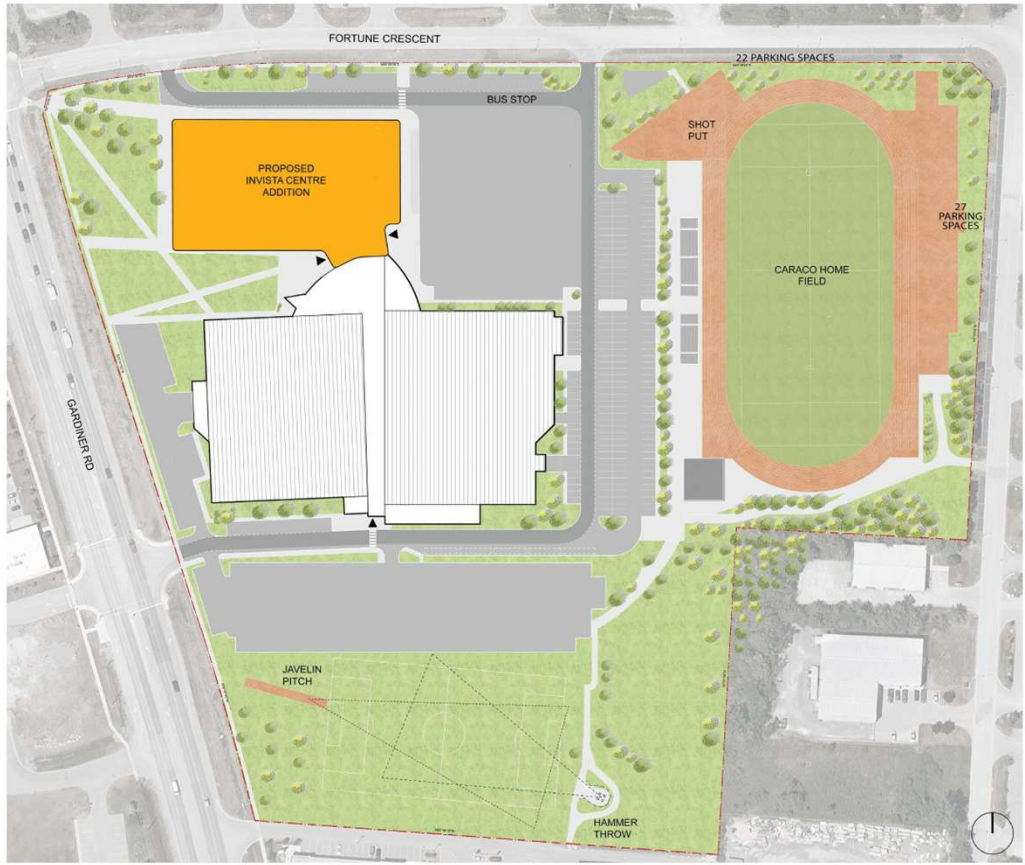 FORTUNE CRESCENT
22 PARKING SPACES
BUS STOP
SHOT
PUT
PROPOSED
INVISTA CENTRE
ADDITION
27
PARKING
SPACES
CARACO HOME
FIELD
GARDINER RD
JAVELIN
PITCH
HAMMER
THROW